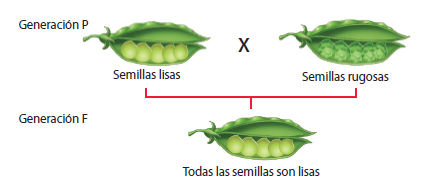 Generación P
X
Semillas lisas
Semillas rugosas
Generación F
Todas las semillas son lisas